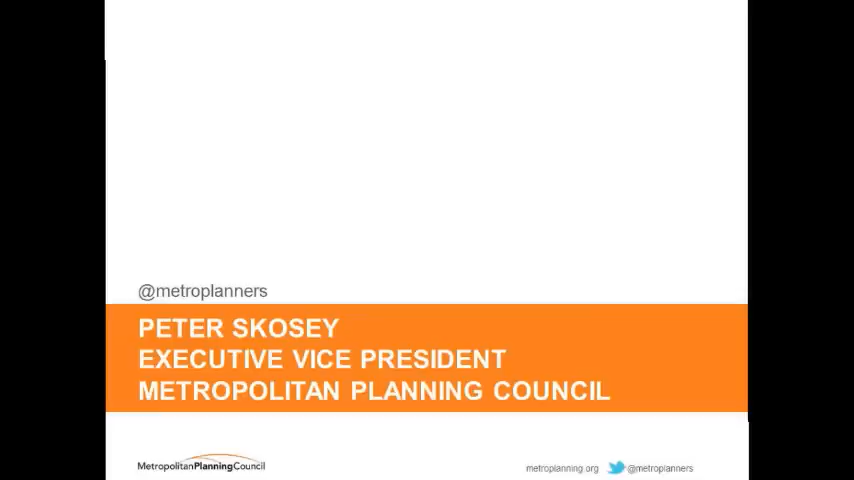 @metroplanners
PETER SKOSEY
EXECUTIVE VICE PRESIDENT
METROPOLITAN PLANNING COUNCIL
MetropolitanPlanningCouncil
metroplanning.org @metroplanners